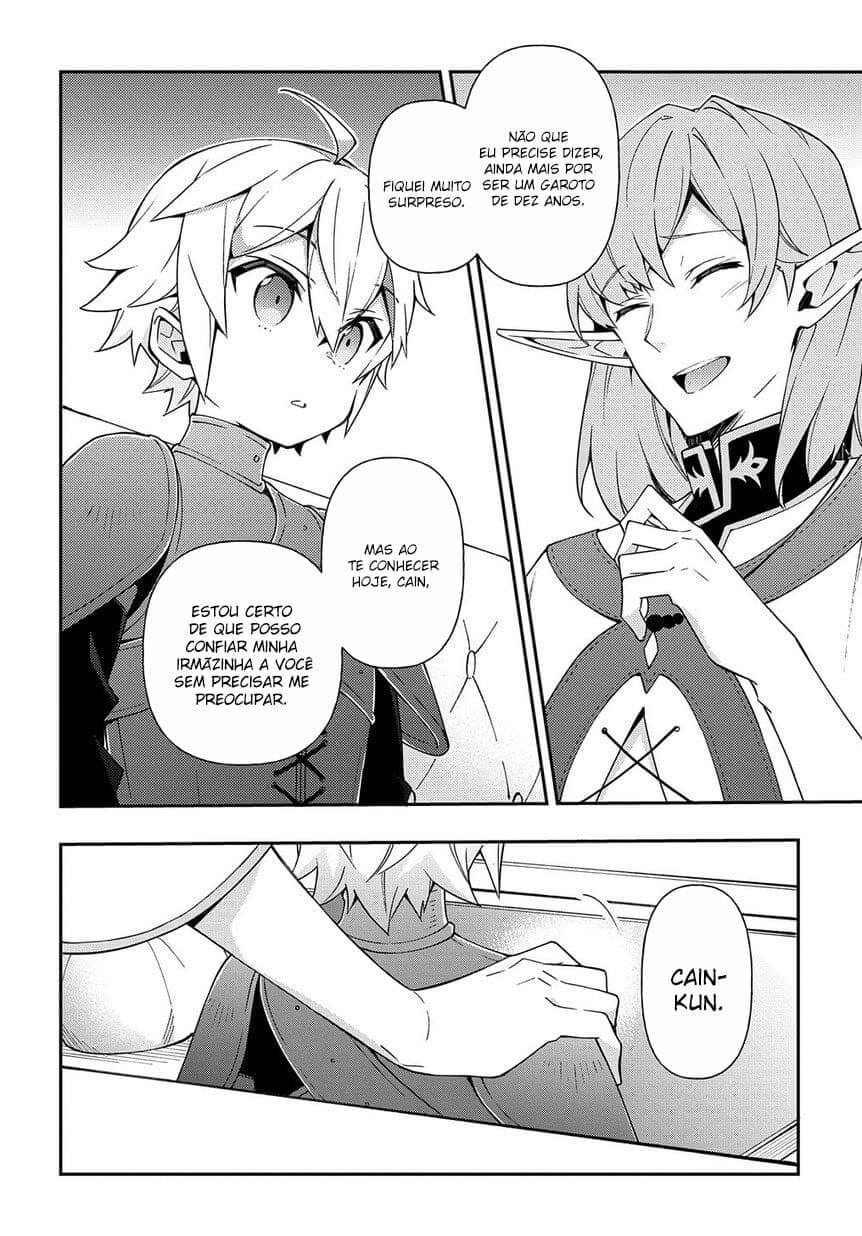 NÃO QUE
EU PRECISE DIZER,
AINDA MAIS POR
SER UM GAROTO
DE DEZ ANOS.
FIQUEI MUITO
SURPRESO.
MAS AO
TE CONHECER
HOJE, CAIN,
ESTOU CERTO
DE QUE POSSO
CONFIAR MINHA
IRMÃZINHA A VOCÊ
SEM PRECISAR ME
PREOCUPAR.
CAIN-
KUN.